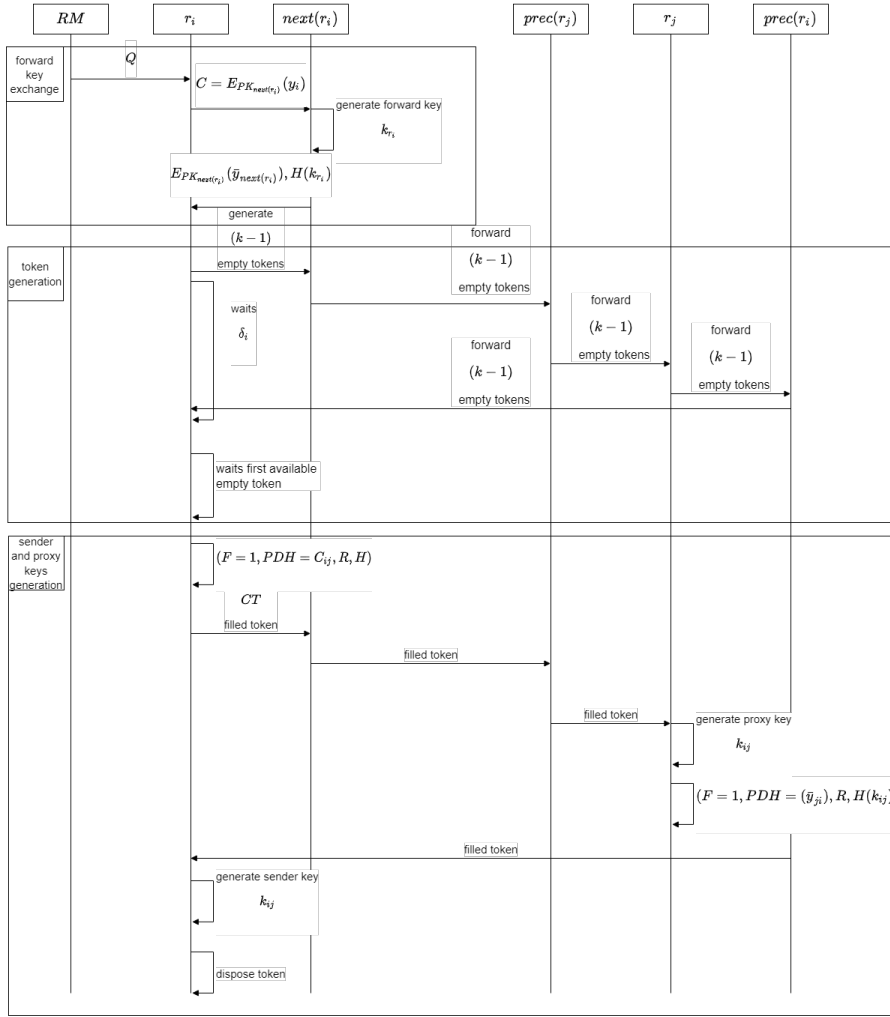 RM
r_i
next(r_i)
prec(r_j)
r_j
prec(r_i)
forward
key
exchange
Q
C = E_{PK_{next(r_i)}}(y_i)
generate forward key
k_{r_i}
E_{PK_{next(r_i)}}(ȳ_{next(r_i)}), H(k_{r_i})
generate
(k − 1)
empty tokens
token
generation
forward
(k − 1)
empty tokens
waits
δ_i
forward
(k − 1)
empty tokens
forward
(k − 1)
empty tokens
forward
(k − 1)
empty tokens
waits first available
empty token
sender
and proxy
keys
generation
(F = 1, PDH = C_{ij}, R, H)
CT
filled token
filled token
filled token
generate proxy key
k_{ij}
(F = 1, PDH = (ȳ_{ji}), R, H(k_{ij})
filled token
generate sender key
k_{ij}
dispose token